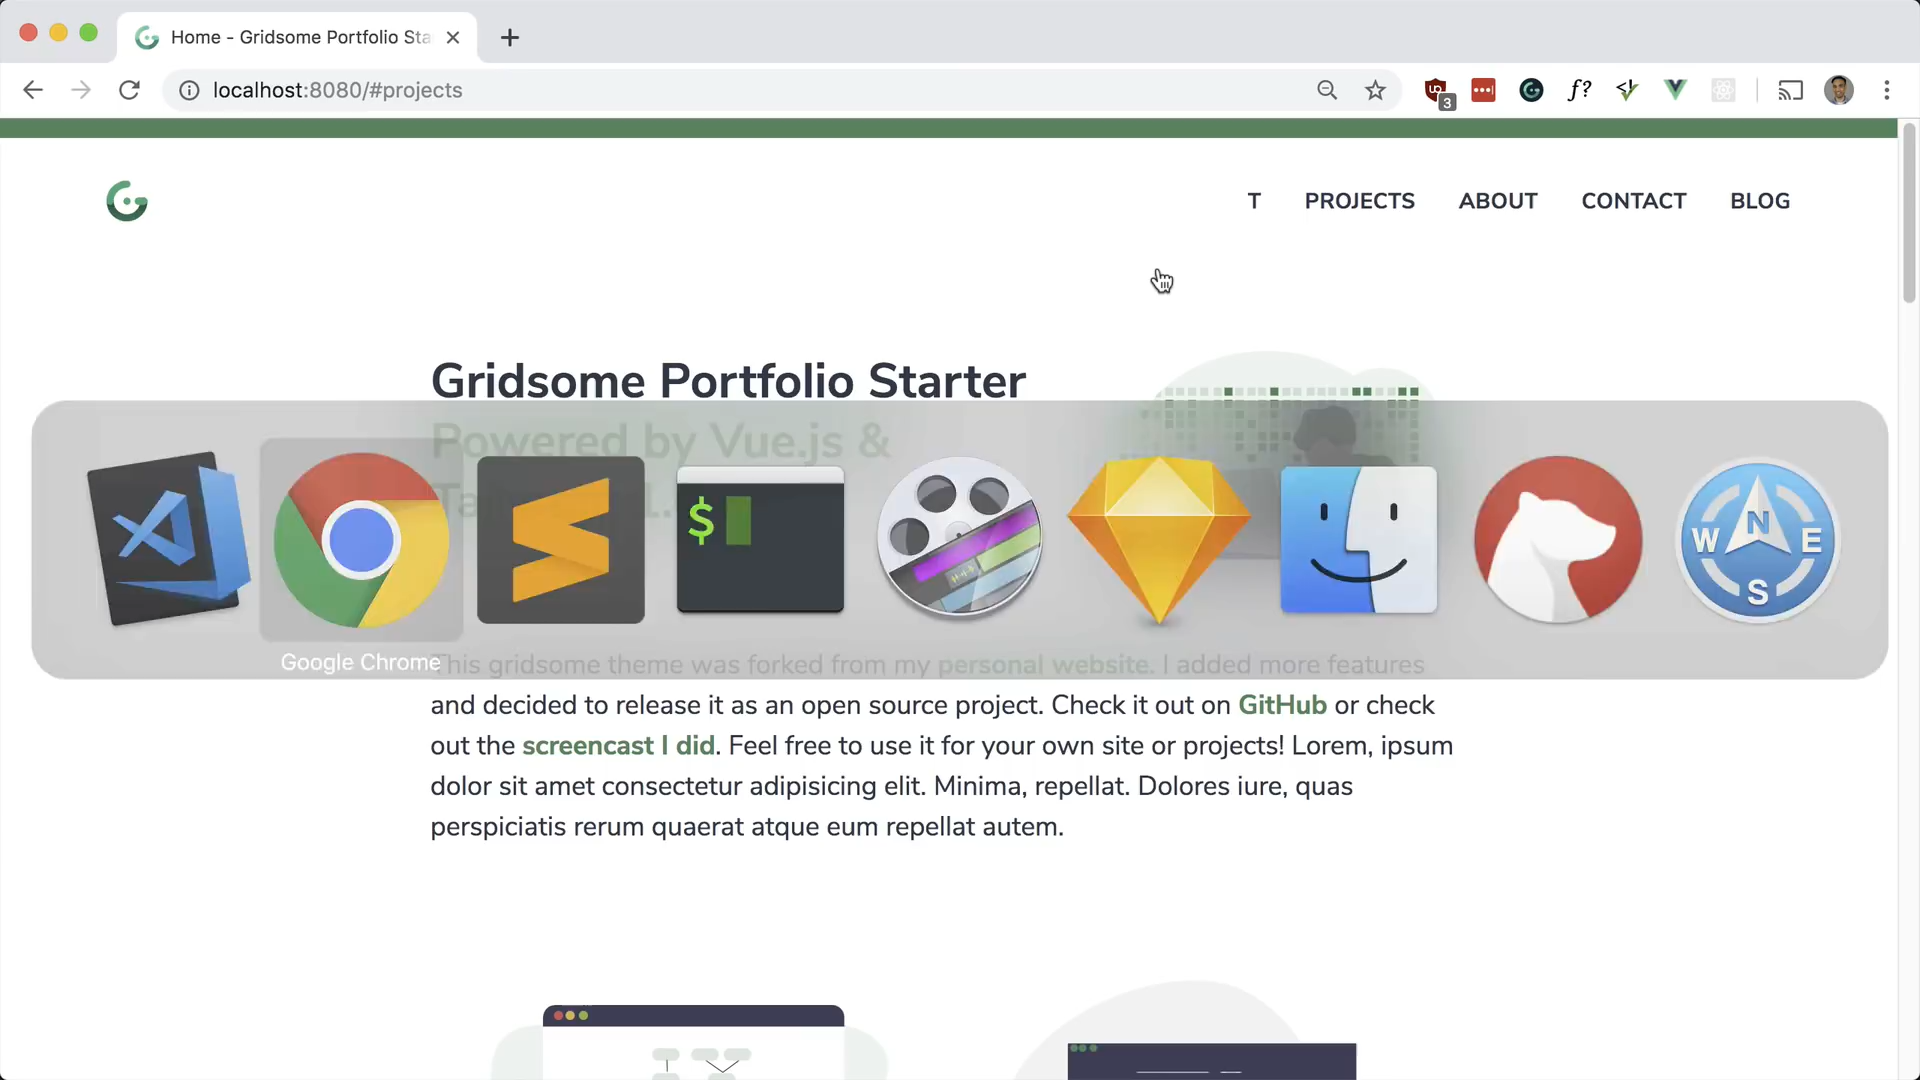 Home - Gridsome Portfolio Sta
localhost:8080/#projects
3
f?
T PROJECTS ABOUT CONTACT BLOG
Gridsome Portfolio Starter
Powered by Vue.js &
$
N
W E
S
Google Chrome
This gridsome theme was forked from my personal website. I added more features
and decided to release it as an open source project. Check it out on GitHub or check
out the screencast I did. Feel free to use it for your own site or projects! Lorem, ipsum
dolor sit amet consectetur adipisicing elit. Minima, repellat. Dolores iure, quas
perspiciatis rerum quaerat atque eum repellat autem.